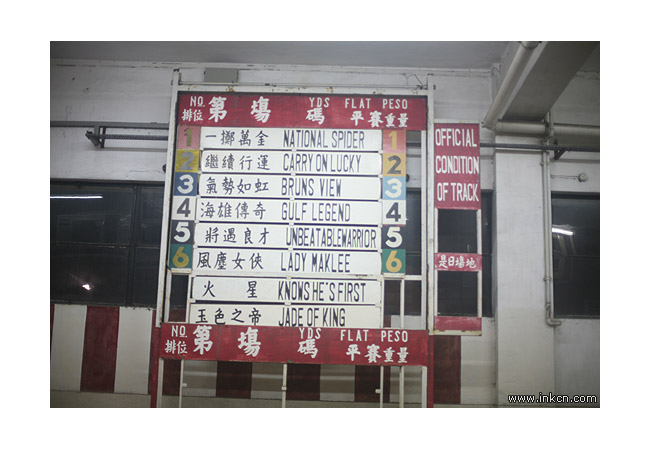 NO. 第 塲 YDS FLAT PESO
排位 碼 平賽重量
1 一擲萬金 NATIONAL SPIDER 1
2 繼續行運 CARRY ON LUCKY 2
3 氣勢如虹 BRUNS VIEW 3
4 海雄傳奇 GULF LEGEND 4
5 將遇良才 UNBEATABLEWARRIOR 5
6 風塵女俠 LADY MAKLEE 6
火星 KNOWS HE'S FIRST
玉色之帝 JADE OF KING
NO. 第 塲 YDS FLAT PESO
排位 碼 平賽重量
OFFICIAL
CONDITION
OF TRACK
是日塲地
www.inkcn.com